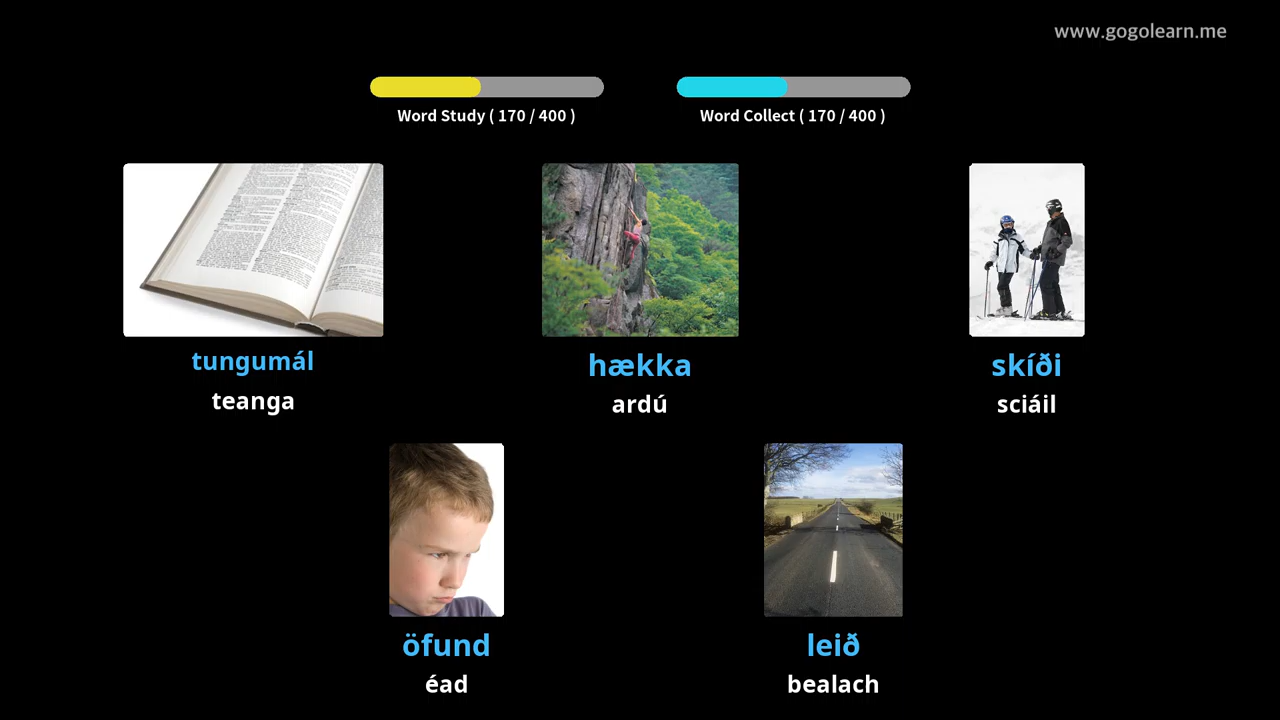 www.gogolearn.me
Word Study ( 170 / 400 )
Word Collect ( 170 / 400 )
tungumál
teanga
hækka
ardú
skíði
sciáil
öfund
éad
leið
bealach